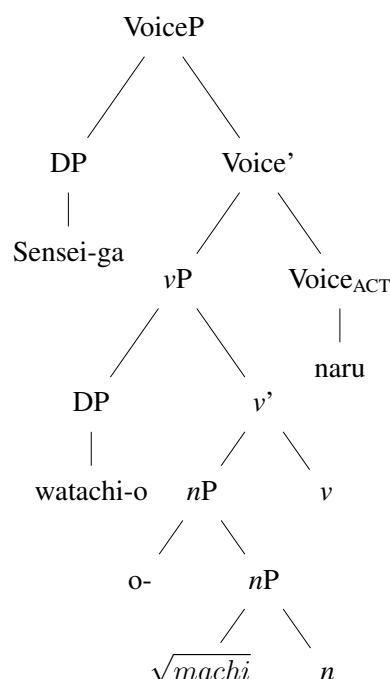 VoiceP
DP Voice’
Sensei-ga
vP Voice_ACT
naru
DP v’
watachi-o nP v
o- nP
√machi n